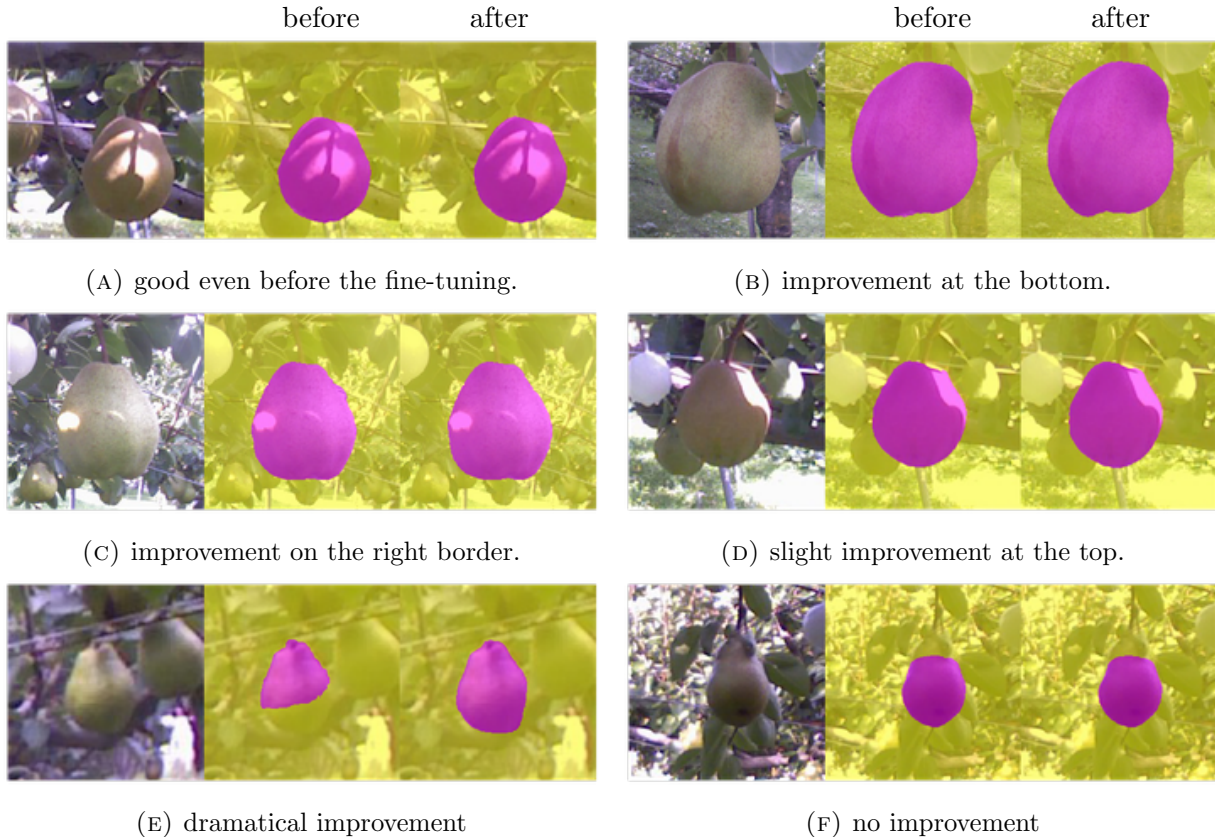 before after before after
(A) good even before the fine-tuning. (B) improvement at the bottom.
(C) improvement on the right border. (D) slight improvement at the top.
(E) dramatical improvement (F) no improvement